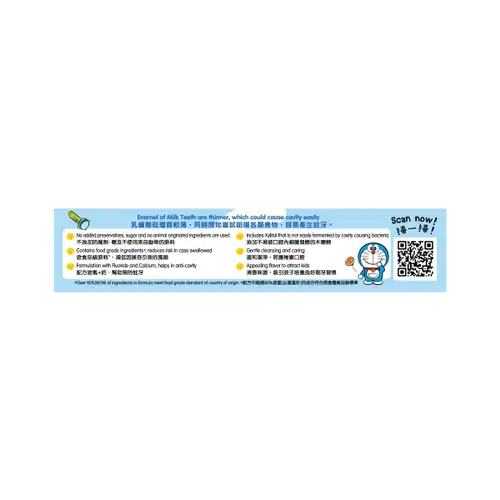 Enamel of Milk Teeth are thinner, which could cause cavity easily
乳齒琺瑯質較薄，同時開始嘗試咀嚼各類食物，容易產生蛀牙。
No added preservatives, sugar and no animal originated ingredients are used
不添加防腐劑、糖及不使用來自動物的原料
Contains food grade ingredients*, reduces risk in case swallowed
含食品級原料*，減低因誤吞引致的風險
Formulation with Fluoride and Calcium, helps in anti-cavity
配方含氟+鈣，幫助預防蛀牙
Includes Xylitol that is not easily fermented by cavity causing bacteria
添加不易被口腔內細菌發酵的木糖醇
Gentle cleansing and caring
溫和潔淨，呵護稚嫩口腔
Appealing flavor to attract kids
清香味道，吸引孩子培養良好刷牙習慣
of ingredients in formula meet food grade standard of country of origin.
Scan now!
掃一掃!